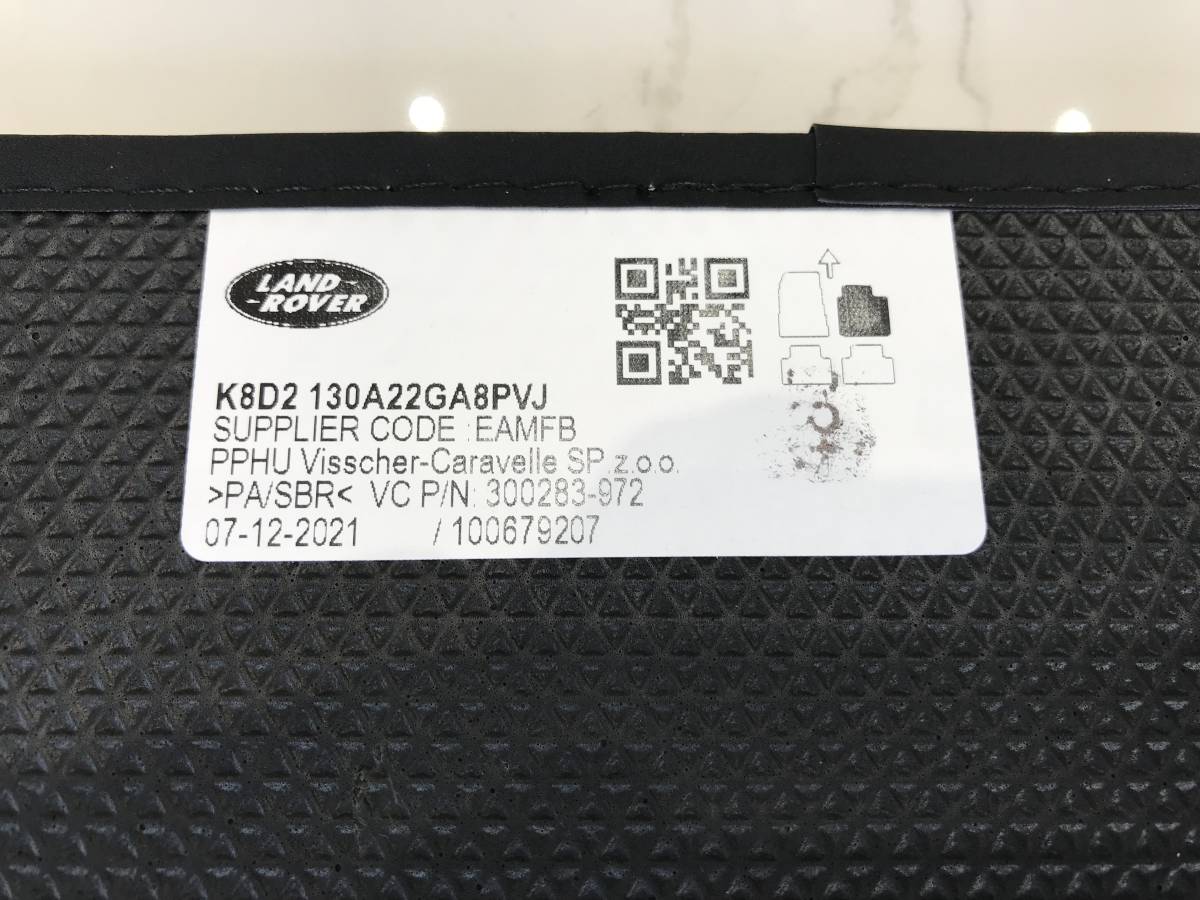 LAND
ROVER
K8D2 130A22GA8PVJ
SUPPLIER CODE :EAMFB
PPHU Visscher-Caravelle SP.z.o.o.
>PA/SBR< VC P/N: 300283-972
07-12-2021 /100679207